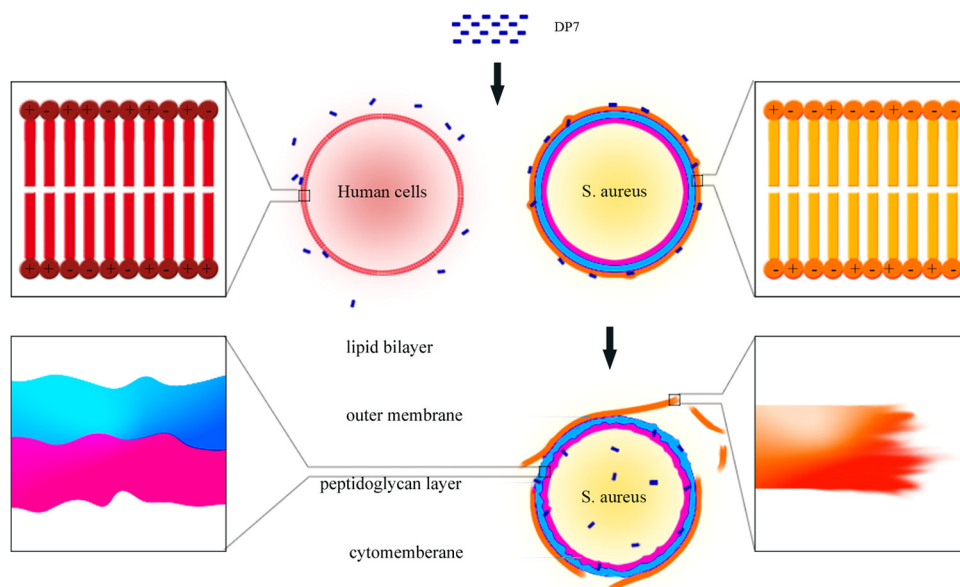 DP7
Human cells
S. aureus
lipid bilayer
outer membrane
peptidoglycan layer
S. aureus
cytomemberane